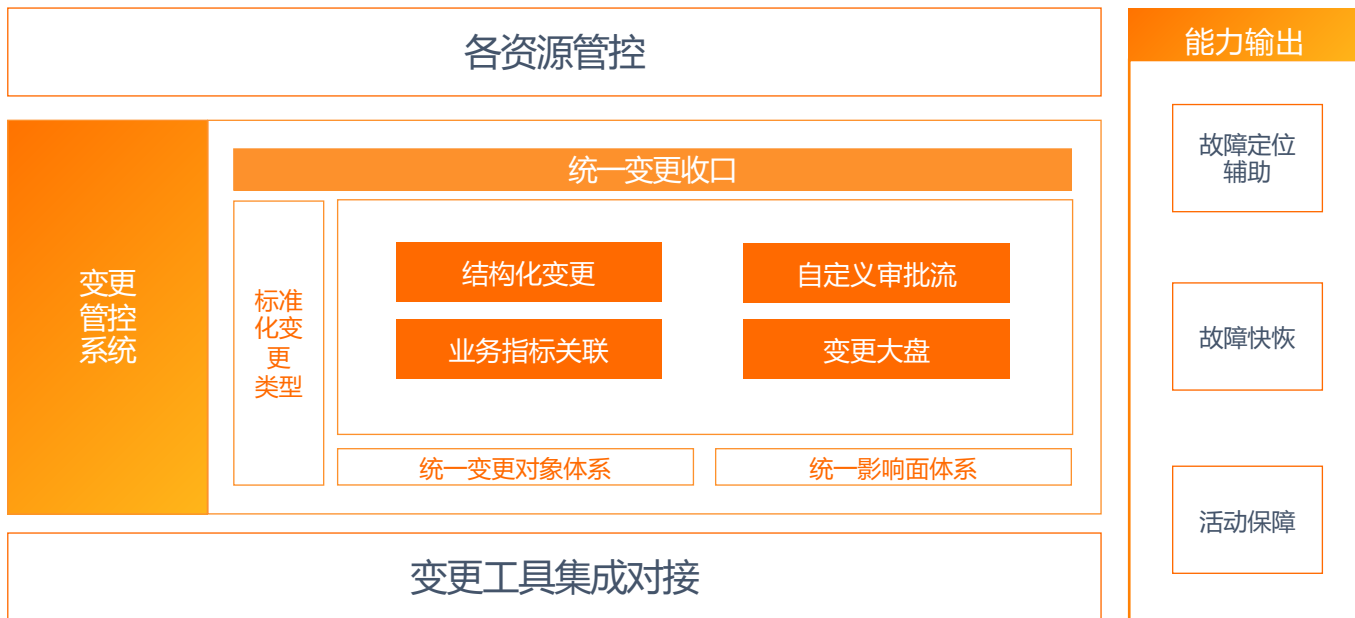 各资源管控
变更
管控
系统
统一变更收口
标准
化变
更
类型
结构化变更
自定义审批流
业务指标关联
变更大盘
统一变更对象体系
统一影响面体系
变更工具集成对接
能力输出
故障定位
辅助
故障快恢
活动保障